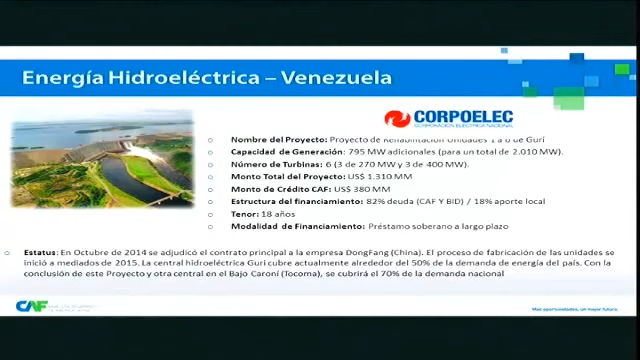 Energía Hidroeléctrica – Venezuela
CORPOELEC
CORPORACIÓN ELÉCTRICA NACIONAL
Nombre del Proyecto: Proyecto de Rehabilitación Unidades 1 a 6 de Guri
Capacidad de Generación: 795 MW adicionales (para un total de 2.010 MW).
Número de Turbinas: 6 (3 de 270 MW y 3 de 400 MW).
Monto Total del Proyecto: US$ 1.310 MM
Monto de Crédito CAF: US$ 380 MM
Estructura del financiamiento: 82% deuda (CAF Y BID) / 18% aporte local
Tenor: 18 años
Modalidad de Financiamiento: Préstamo soberano a largo plazo
Estatus: En Octubre de 2014 se adjudicó el contrato principal a la empresa DongFang (China). El proceso de fabricación de las unidades se
inició a mediados de 2015. La central hidroeléctrica Guri cubre actualmente alrededor del 50% de la demanda de energía del país. Con la
conclusión de este Proyecto y otra central en el Bajo Caroní (Tocoma), se cubrirá el 70% de la demanda nacional
CAF
Más oportunidades, un mejor futuro